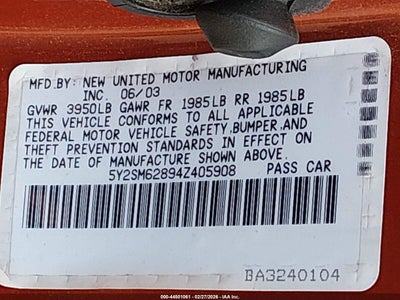 MFD.BY: NEW UNITED MOTOR MANUFACTURING
INC. 06/03
GVWR 3950LB GAWR FR 1985LB RR 1985LB
THIS VEHICLE CONFORMS TO ALL APPLICABLE
FEDERAL MOTOR VEHICLE SAFETY,BUMPER,AND
THEFT PREVENTION STANDARDS IN EFFECT ON
THE DATE OF MANUFACTURE SHOWN ABOVE.
5Y2SM62894Z405908 PASS CAR
BA3240104
000-44501061 - 02/27/2026 - IAA Inc.